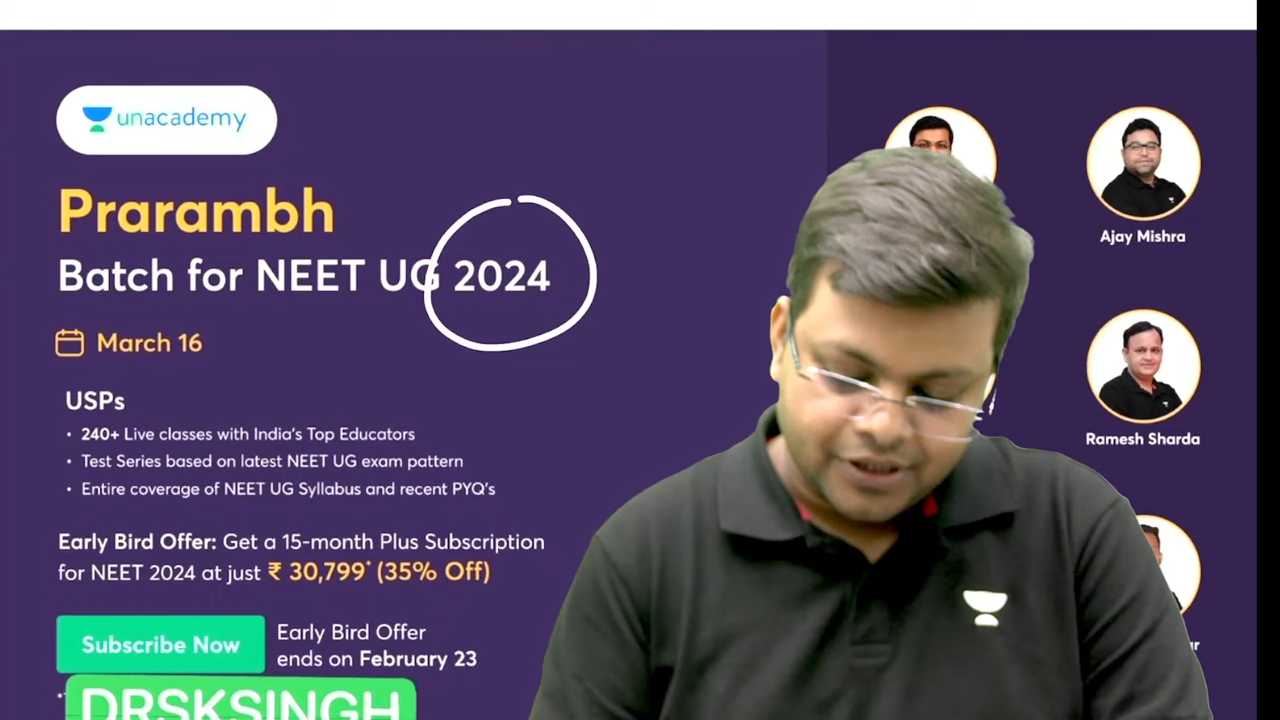 unacademy
Prarambh
Batch for NEET UG 2024
March 16
USPs
• 240+ Live classes with India's Top Educators
• Test Series based on latest NEET UG exam pattern
• Entire coverage of NEET UG Syllabus and recent PYQ's
Early Bird Offer: Get a 15-month Plus Subscription
for NEET 2024 at just ₹ 30,799* (35% Off)
Subscribe Now
Early Bird Offer
ends on February 23
DRSKSINGH
Ajay Mishra
Ramesh Sharda